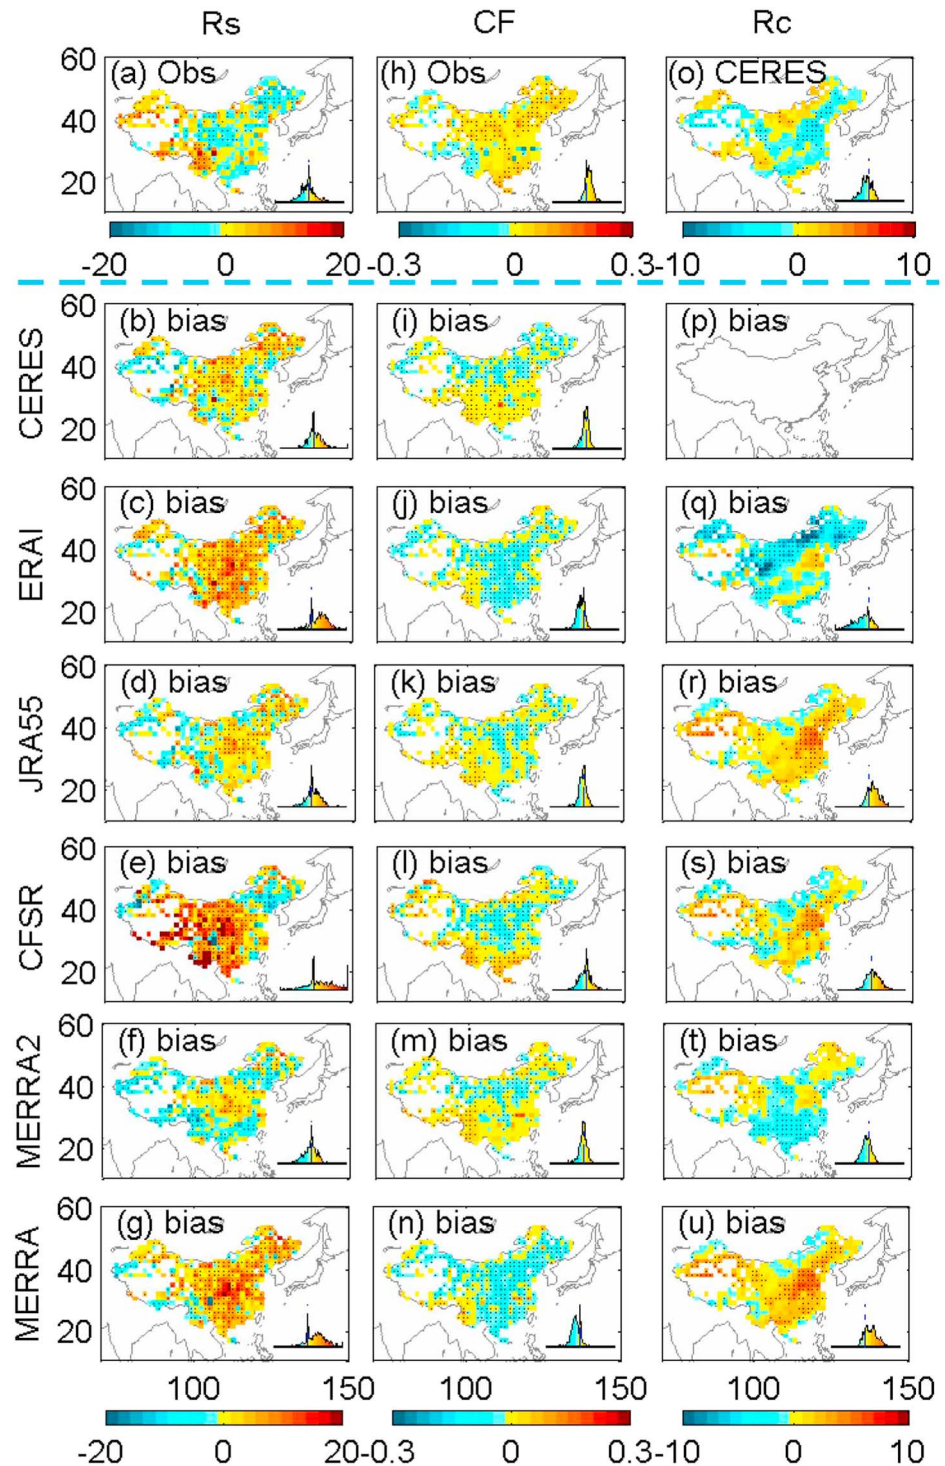 Rs CF Rc
(a) Obs (h) Obs (o) CERES
60
40
20
-20 0 20 -0.3 0 0.3 -10 0 10
CERES
(b) bias (i) bias (p) bias
60
40
20
ERAI
(c) bias (j) bias (q) bias
60
40
20
JRA55
(d) bias (k) bias (r) bias
60
40
20
CFSR
(e) bias (l) bias (s) bias
60
40
20
MERRA2
(f) bias (m) bias (t) bias
60
40
20
MERRA
(g) bias (n) bias (u) bias
60
40
20
100 150 100 150 100 150
-20 0 20 -0.3 0 0.3 -10 0 10